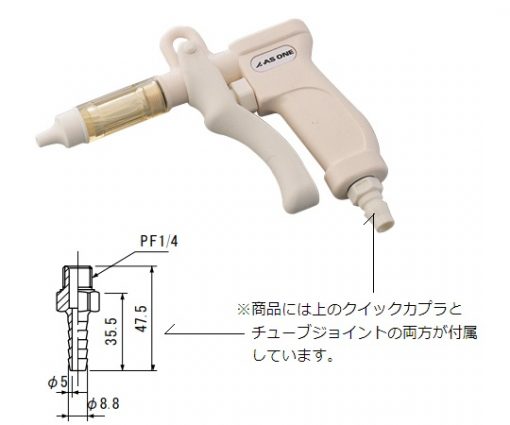 AS ONE
PF1/4
35.5
47.5
φ5
φ8.8
※商品には上のクイックカプラと
チューブジョイントの両方が付属
しています。